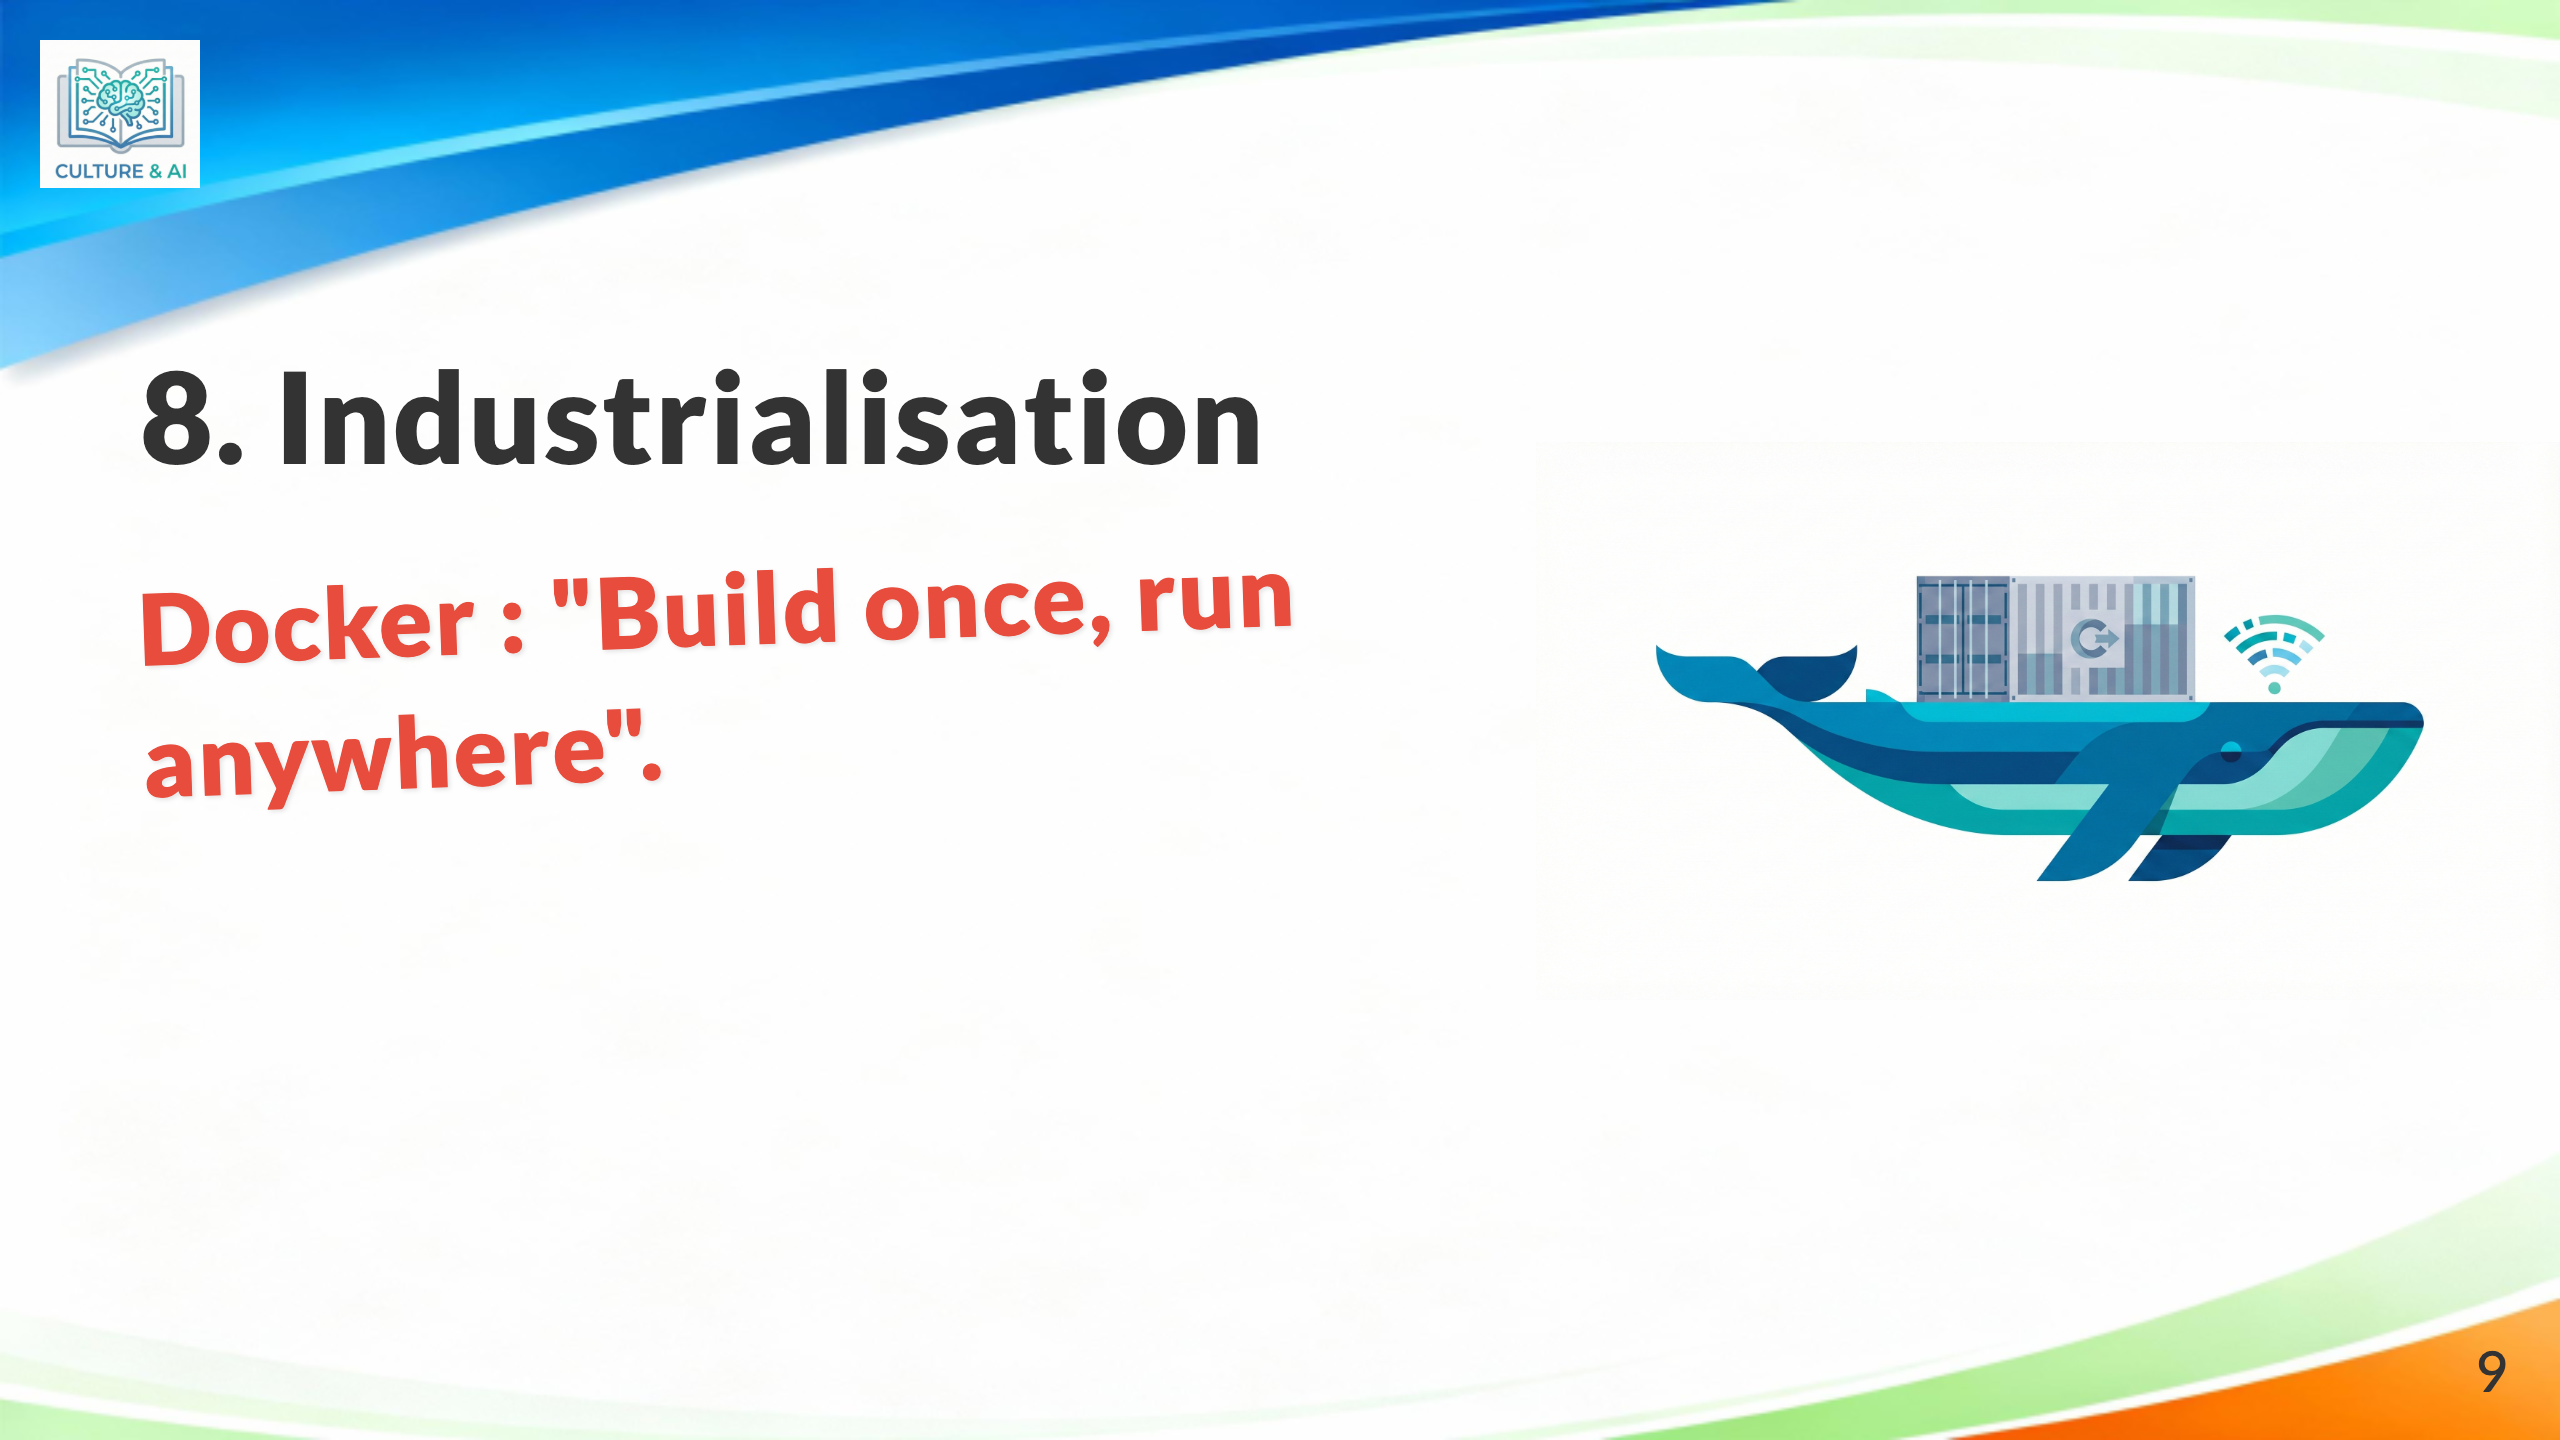 CULTURE & AI
8. Industrialisation
Docker : "Build once, run
anywhere".
9